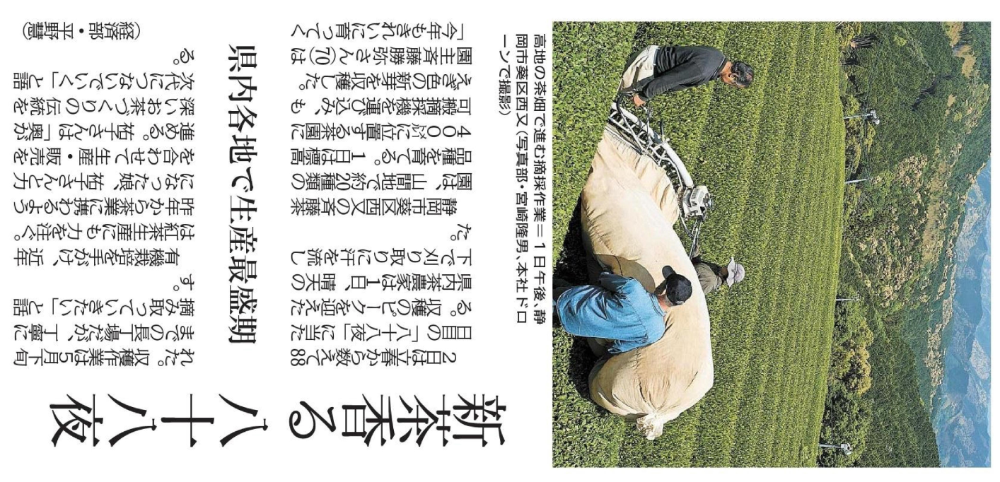 新茶香る
八十八夜
県内各地で生産最盛期
2日は立春から数えて88
日目の「八十八夜」に当た
る。収穫のピークを迎えた
県内茶農家は1日、晴天の
下で刈り取りに汗を流し
た。
静岡市葵区西又の斉藤茶
園は、山間地で約20種類の
品種を育てる。1日は標高
400㍍に位置する茶園に
可搬摘採機を運び込み、も
えぎ色の新芽を収穫した。
園主斉藤勝弥さん(70)は
「今年もきれいに育ってく
れた。収穫作業は5月下旬
までの長丁場だが、丁寧に
摘み取っていきたい」と話
す。
有機栽培を手がけ、近年
は紅茶生産にも力を注ぐ。
昨年から茶業に携わるよう
になった娘、祐子さんと力
を合わせて生産・販売を
進める。祐子さんは「奥が
深いお茶づくりの伝統を
次代につないでいく」と語
る。
（経済部・平野慧）
高地の茶畑で進む摘採作業＝1日午後、静
岡市葵区西又（写真部・宮崎隆男、本社ドロ
ーンで撮影）